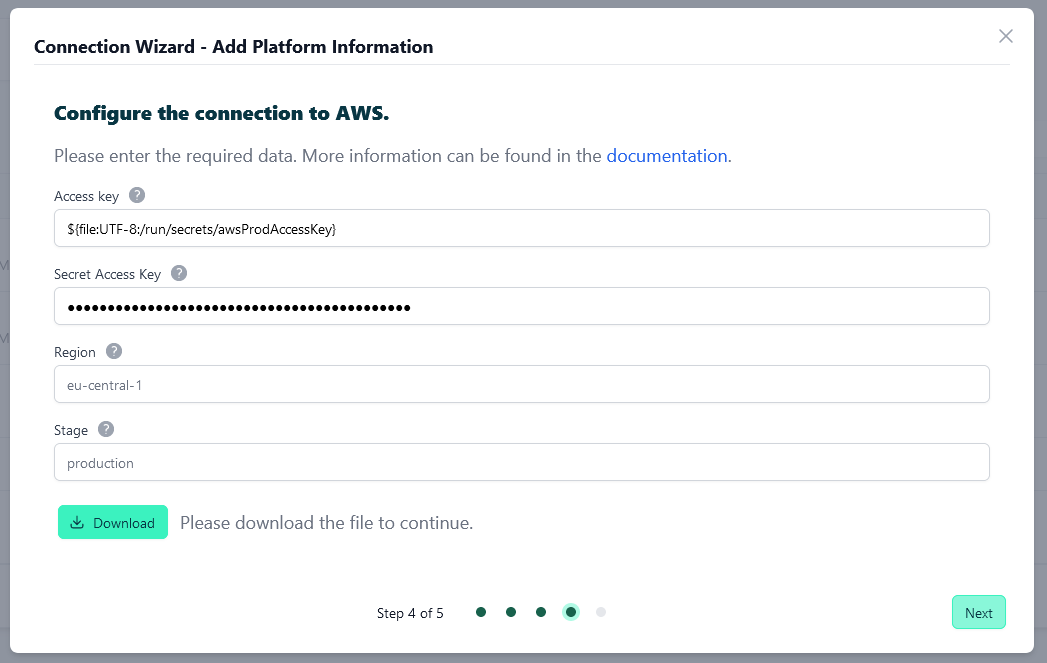 Connection Wizard - Add Platform Information
Configure the connection to AWS.
Please enter the required data. More information can be found in the documentation.
Access key ?
${file:UTF-8:/run/secrets/awsProdAccessKey}
Secret Access Key ?
Region ?
eu-central-1
Stage ?
production
Download Please download the file to continue.
Step 4 of 5
Next